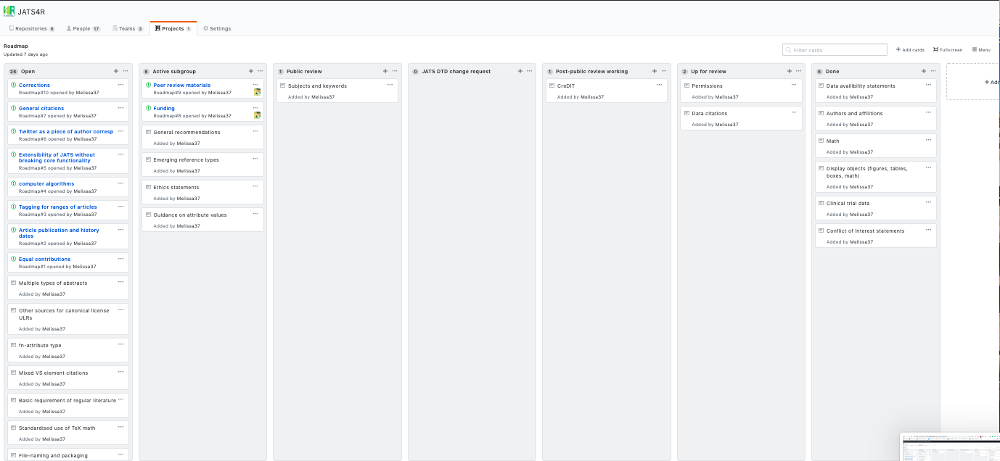 JATS4R
Repositories 6 People 17 Teams 3 Projects 1 Settings
Roadmap
Updated 7 days ago
Filter cards
Add cards Fullscreen Menu
26 Open
Corrections
Roadmap#10 opened by Melissa37
General citations
Roadmap#7 opened by Melissa37
Twitter as a piece of author corresp
Roadmap#6 opened by Melissa37
Extensibility of JATS without
breaking core functionality
Roadmap#5 opened by Melissa37
computer algorithms
Roadmap#4 opened by Melissa37
Tagging for ranges of articles
Roadmap#3 opened by Melissa37
Article publication and history
dates
Roadmap#2 opened by Melissa37
Equal contributions
Roadmap#1 opened by Melissa37
Multiple types of abstracts
Added by Melissa37
Other sources for canonical license
ULRs
Added by Melissa37
fn-attribute type
Added by Melissa37
Mixed VS element citations
Added by Melissa37
Basic requirement of regular literature
Added by Melissa37
Standardised use of TeX math
Added by Melissa37
File-naming and packaging
6 Active subgroup
Peer review materials
Roadmap#9 opened by Melissa37
Funding
Roadmap#8 opened by Melissa37
General recommendations
Added by Melissa37
Emerging reference types
Added by Melissa37
Ethics statements
Added by Melissa37
Guidance on attribute values
Added by Melissa37
1 Public review
Subjects and keywords
Added by Melissa37
0 JATS DTD change request
1 Post-public review working
CreDIT
Added by Melissa37
2 Up for review
Permissions
Added by Melissa37
Data citations
Added by Melissa37
6 Done
Data availibility statements
Added by Melissa37
Authors and affilitions
Added by Melissa37
Math
Added by Melissa37
Display objects (figures, tables,
boxes, math)
Added by Melissa37
Clinical trial data
Added by Melissa37
Conflict of Interest statements
Added by Melissa37
Add